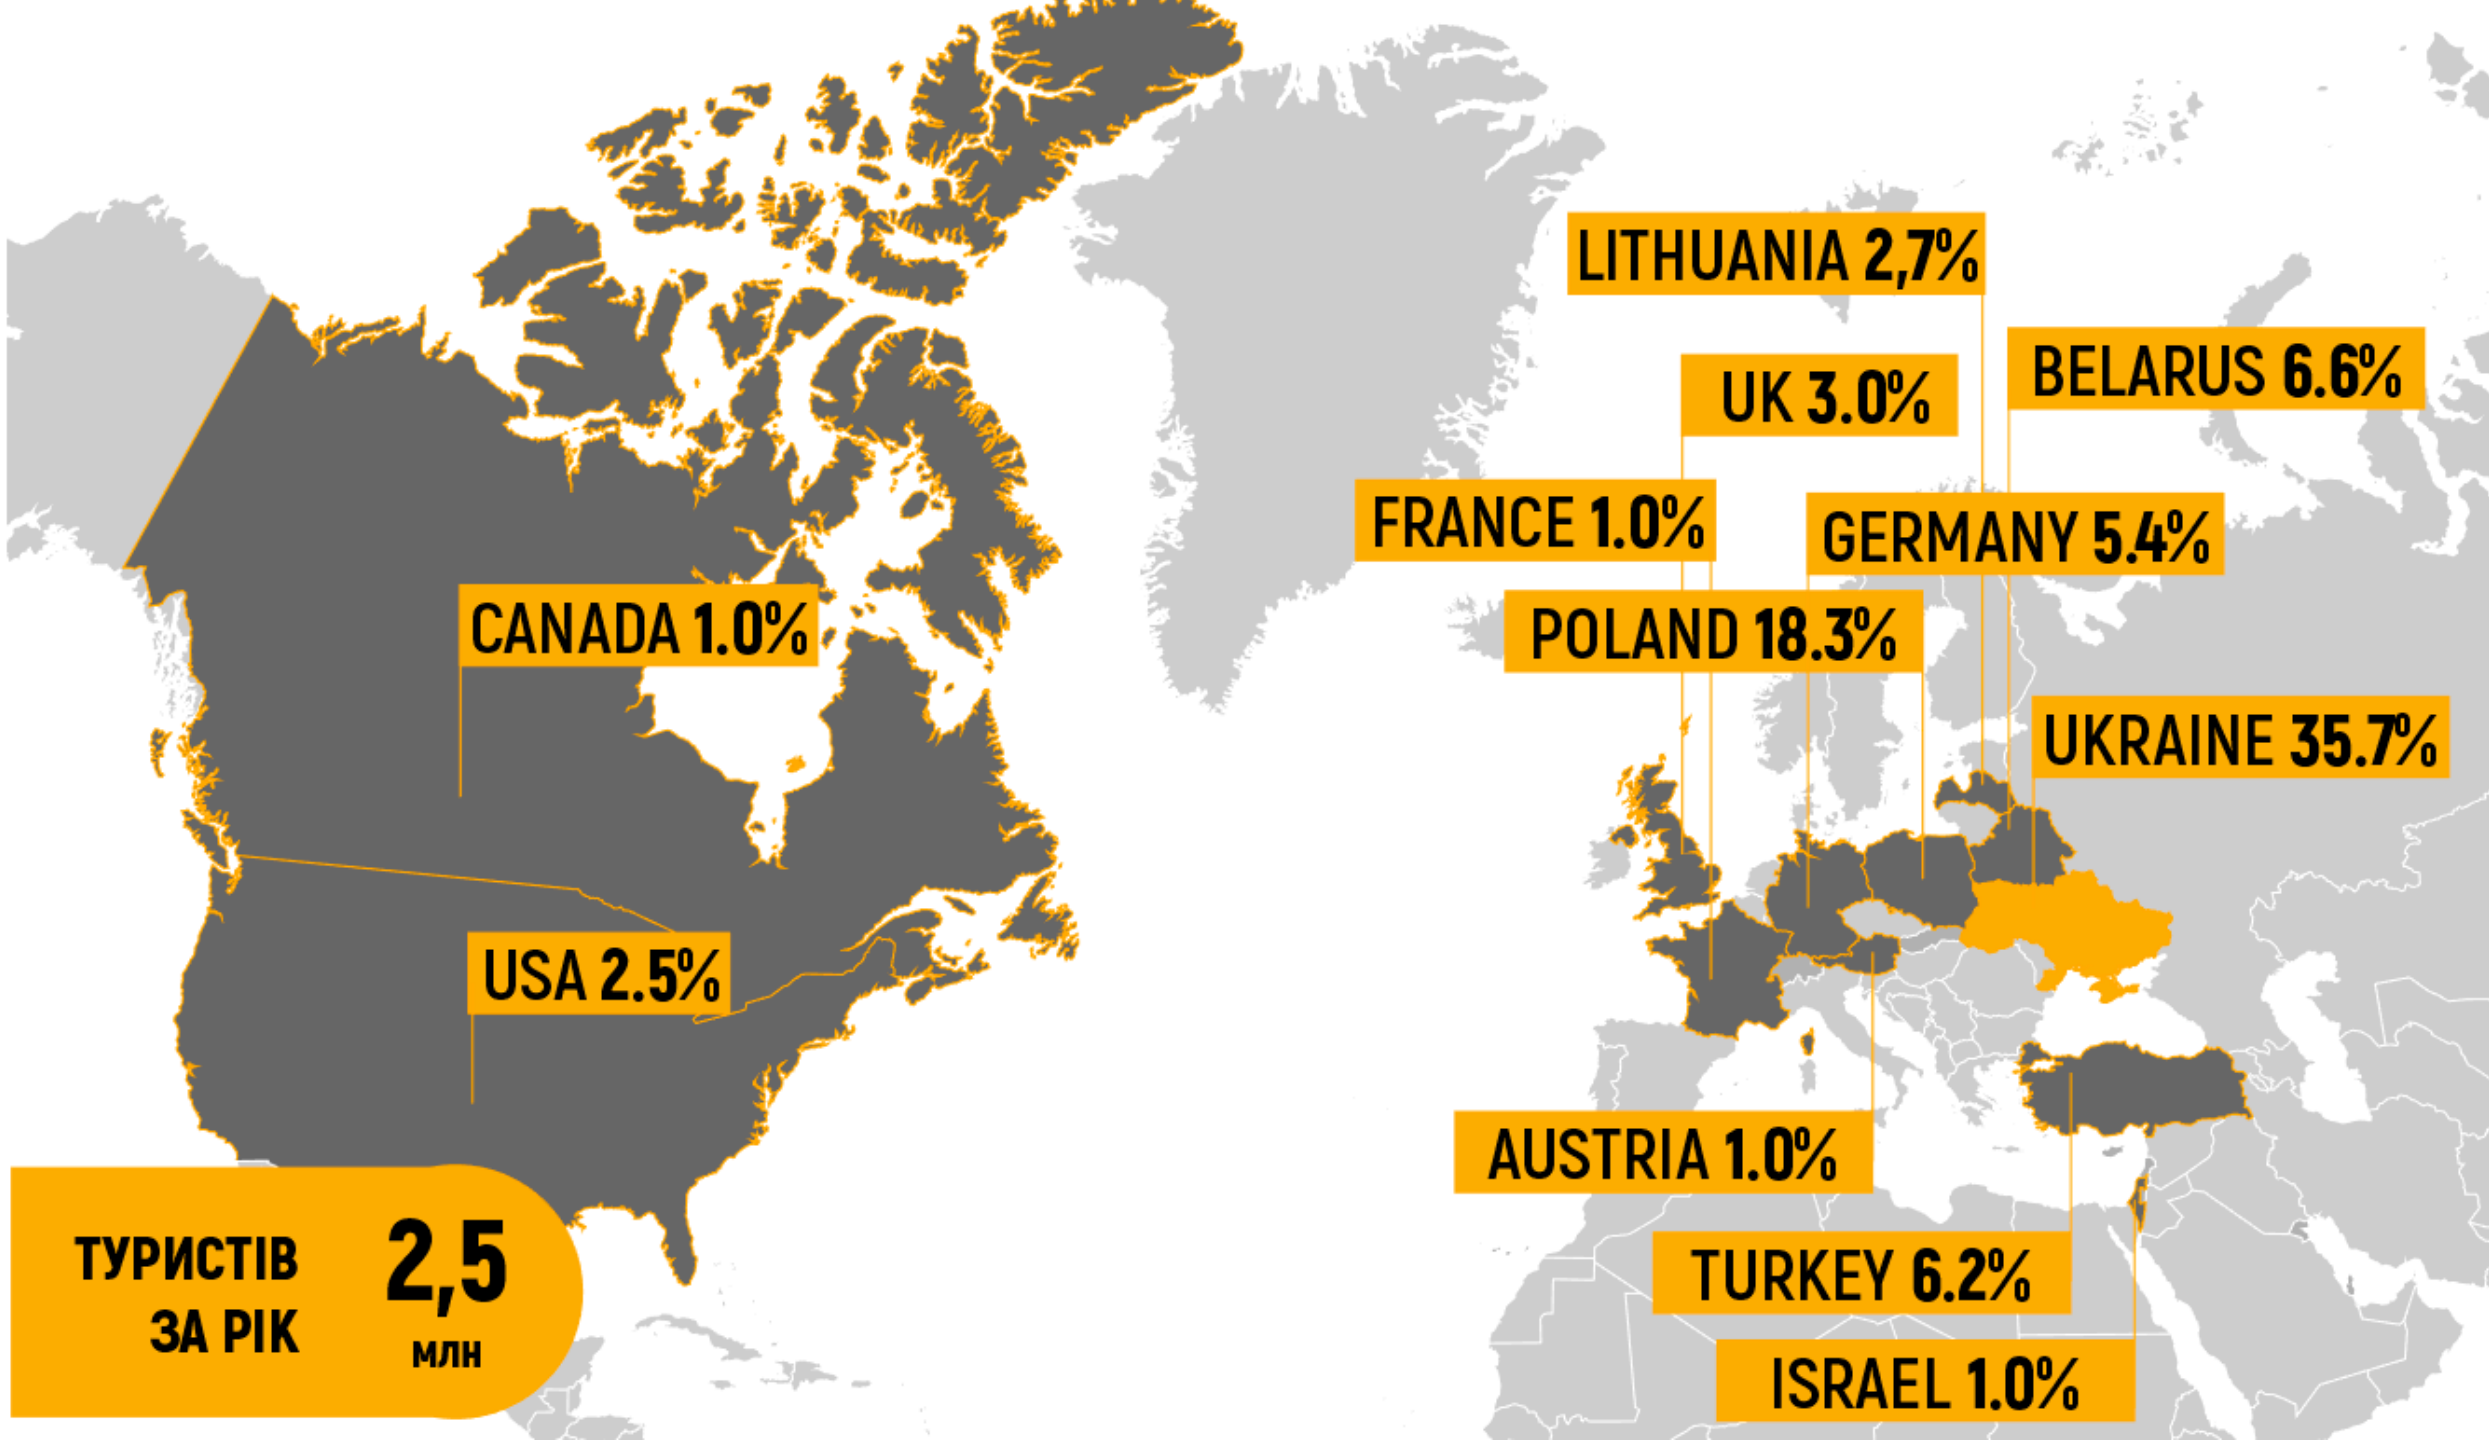 LITHUANIA 2,7%
BELARUS 6.6%
UK 3.0%
FRANCE 1.0%
GERMANY 5.4%
CANADA 1.0%
POLAND 18.3%
UKRAINE 35.7%
USA 2.5%
AUSTRIA 1.0%
TURKEY 6.2%
ISRAEL 1.0%
ТУРИСТІВ
ЗА РІК
2,5
млн